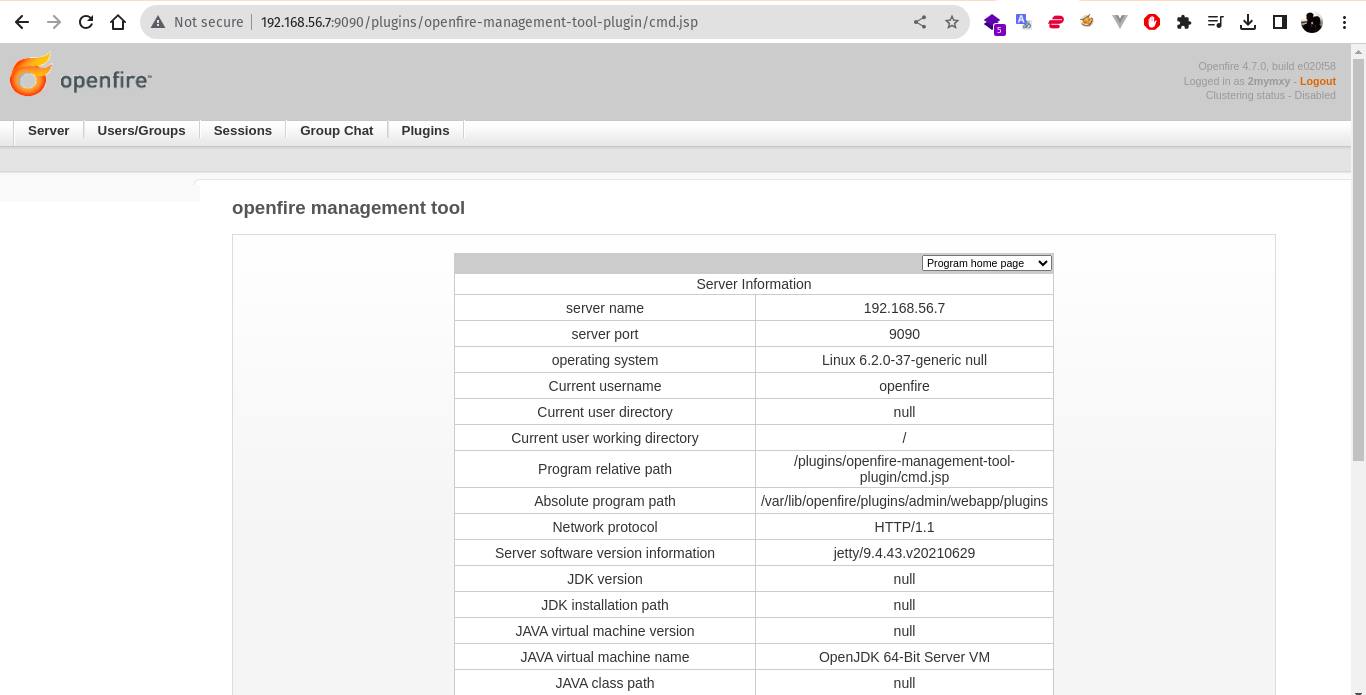 Not secure 192.168.56.7:9090/plugins/openfire-management-tool-plugin/cmd.jsp
5
openfire™
Openfire 4.7.0, build e020f58
Logged in as 2mymxy - Logout
Clustering status - Disabled
Server Users/Groups Sessions Group Chat Plugins
openfire management tool
Program home page
Server Information
server name 192.168.56.7
server port 9090
operating system Linux 6.2.0-37-generic null
Current username openfire
Current user directory null
Current user working directory /
Program relative path /plugins/openfire-management-tool-
plugin/cmd.jsp
Absolute program path /var/lib/openfire/plugins/admin/webapp/plugins
Network protocol HTTP/1.1
Server software version information jetty/9.4.43.v20210629
JDK version null
JDK installation path null
JAVA virtual machine version null
JAVA virtual machine name OpenJDK 64-Bit Server VM
JAVA class path null